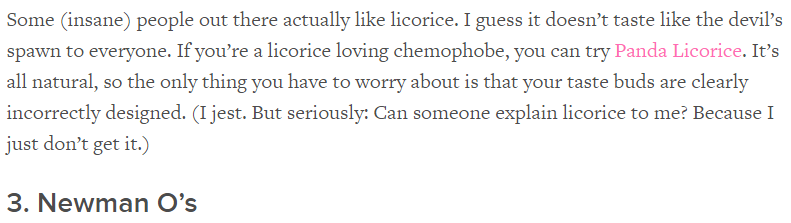 Some (insane) people out there actually like licorice. I guess it doesn’t taste like the devil’s
spawn to everyone. If you’re a licorice loving chemophobe, you can try Panda Licorice. It’s
all natural, so the only thing you have to worry about is that your taste buds are clearly
incorrectly designed. (I jest. But seriously: Can someone explain licorice to me? Because I
just don’t get it.)
3. Newman O’s